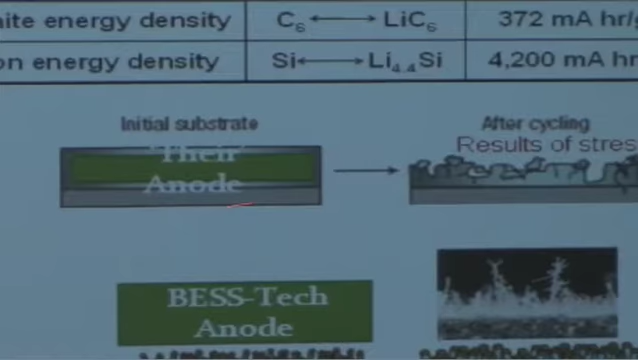 ite energy density C₆ ⟷ LiC₆ 372 mA hr/g
on energy density Si ⟷ Li₄.₄Si 4,200 mA hr
Initial substrate
After cycling
Results of stres
"Their"
Anode
BESS-Tech
Anode